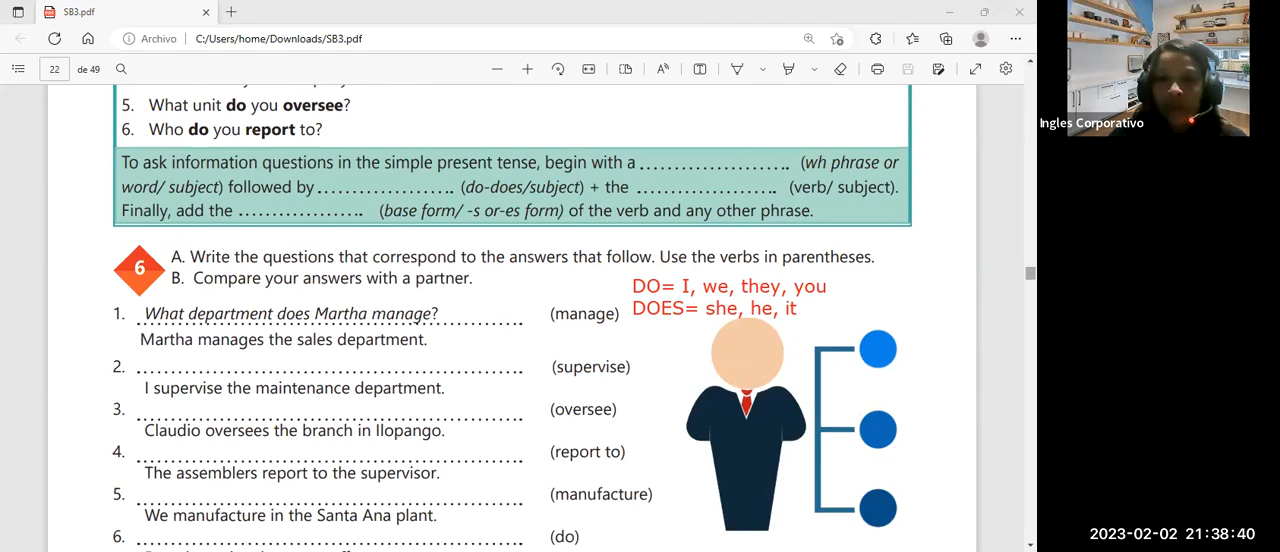 SB3.pdf
Archivo C:/Users/home/Downloads/SB3.pdf
22 de 49
5. What unit do you oversee?
6. Who do you report to?
To ask information questions in the simple present tense, begin with a ........................ (wh phrase or
word/ subject) followed by ...................... (do-does/subject) + the ...................... (verb/ subject).
Finally, add the .................... (base form/ -s or-es form) of the verb and any other phrase.
6
A. Write the questions that correspond to the answers that follow. Use the verbs in parentheses.
B. Compare your answers with a partner.
DO= I, we, they, you
DOES= she, he, it
1. What department does Martha manage? (manage)
Martha manages the sales department.
2. (supervise)
I supervise the maintenance department.
3. (oversee)
Claudio oversees the branch in Ilopango.
4. (report to)
The assemblers report to the supervisor.
5. (manufacture)
We manufacture in the Santa Ana plant.
6. (do)
Ingles Corporativo
2023-02-02 21:38:40